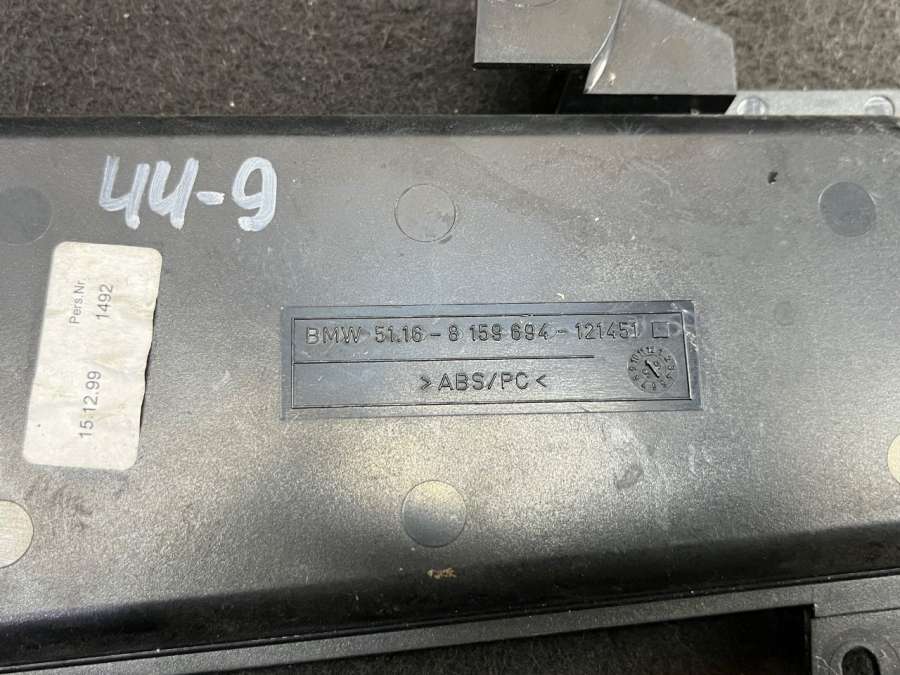 44-9
Pers.Nr. 1492
15.12.99
BMW 51.16 - 8 159 694 - 121451
>ABS/PC<